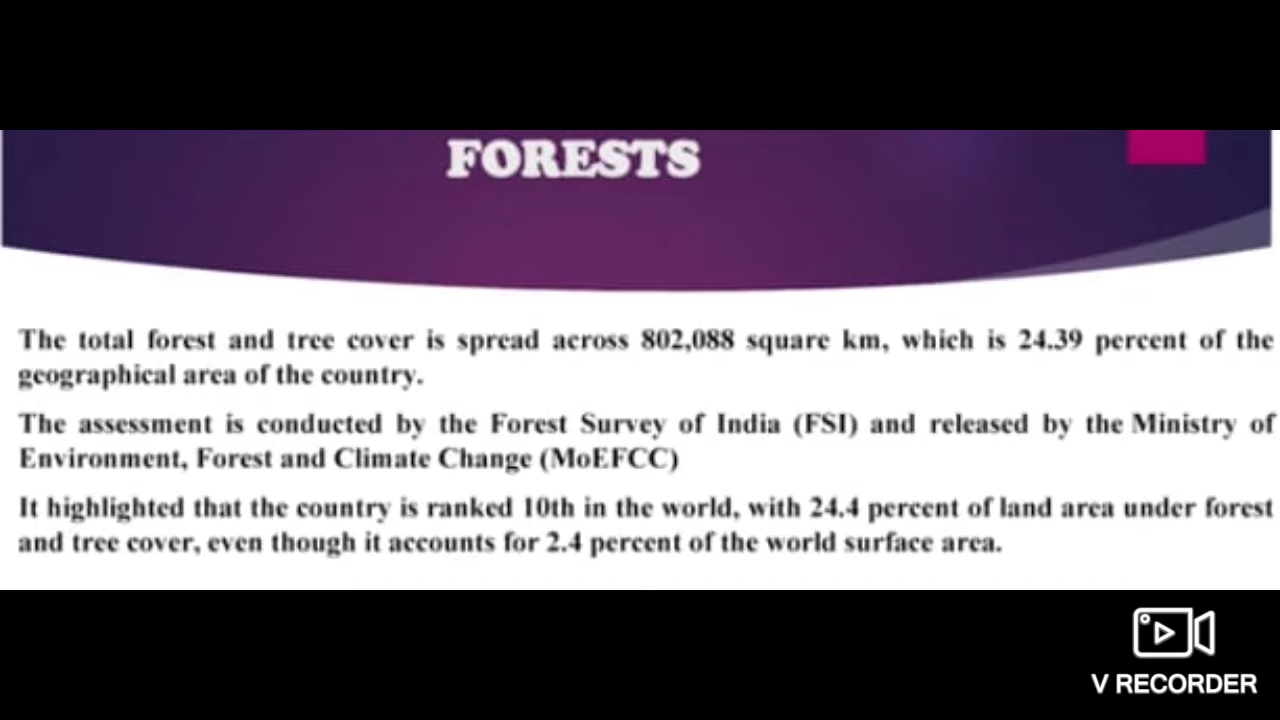 FORESTS
The total forest and tree cover is spread across 802,088 square km, which is 24.39 percent of the
geographical area of the country.
The assessment is conducted by the Forest Survey of India (FSI) and released by the Ministry of
Environment, Forest and Climate Change (MoEFCC)
It highlighted that the country is ranked 10th in the world, with 24.4 percent of land area under forest
and tree cover, even though it accounts for 2.4 percent of the world surface area.
V RECORDER